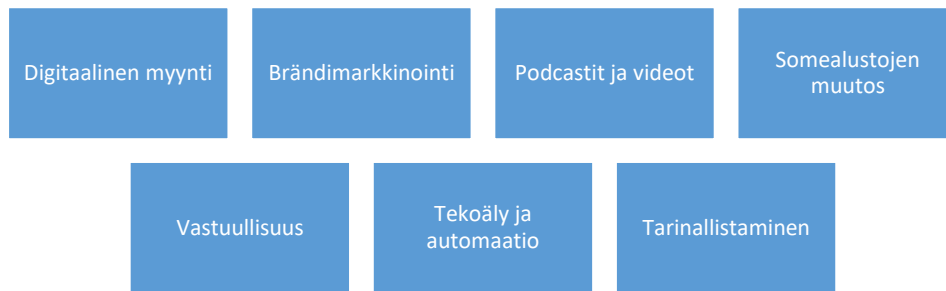 Digitaalinen myynti
Brändimarkkinointi
Podcastit ja videot
Somealustojen
muutos
Vastuullisuus
Tekoäly ja
automaatio
Tarinallistaminen